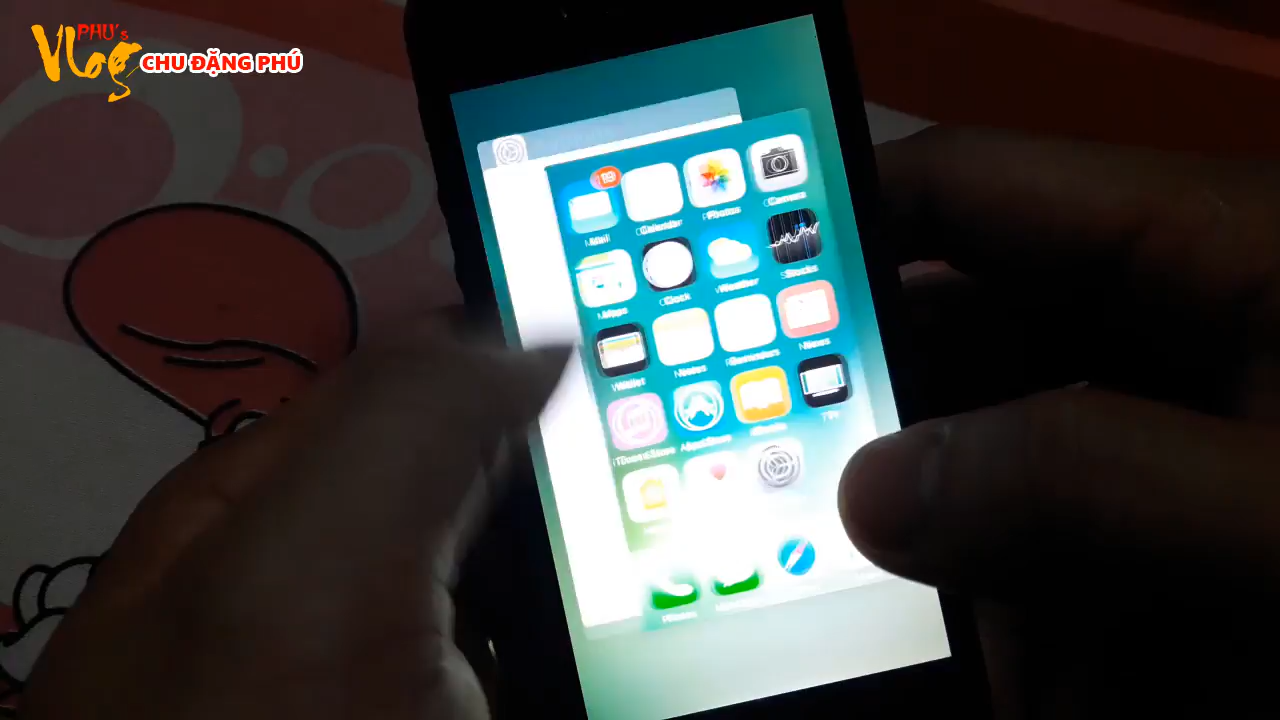 PHU's
Vlog
CHU ĐẶNG PHÚ
Mail
Calendar
Photos
Camera
Maps
Clock
Weather
Stocks
Wallet
Notes
Reminders
News
iTunes Store
App Store
TV
Phone